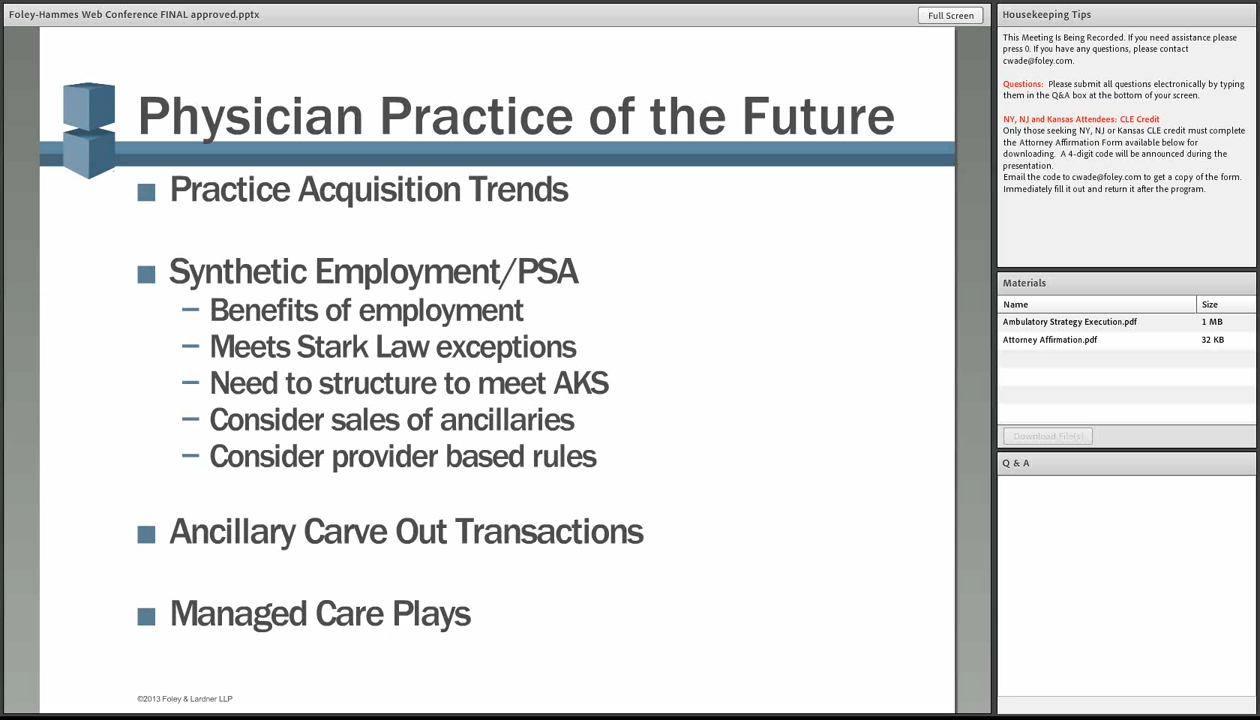 Foley-Hammes Web Conference FINAL approved.pptx
Full Screen
Physician Practice of the Future
Practice Acquisition Trends
Synthetic Employment/PSA
– Benefits of employment
– Meets Stark Law exceptions
– Need to structure to meet AKS
– Consider sales of ancillaries
– Consider provider based rules
Ancillary Carve Out Transactions
Managed Care Plays
©2013 Foley & Lardner LLP
Housekeeping Tips
This Meeting Is Being Recorded. If you need assistance please
press 0. If you have any questions, please contact
cwade@foley.com.
Questions: Please submit all questions electronically by typing
them in the Q&A box at the bottom of your screen.
NY, NJ and Kansas Attendees: CLE Credit
Only those seeking NY, NJ or Kansas CLE credit must complete
the Attorney Affirmation Form available below for
downloading. A 4-digit code will be announced during the
presentation.
Email the code to cwade@foley.com to get a copy of the form.
Immediately fill it out and return it after the program.
Materials
Name Size
Ambulatory Strategy Execution.pdf 1 MB
Attorney Affirmation.pdf 32 KB
Download File(s)
Q & A